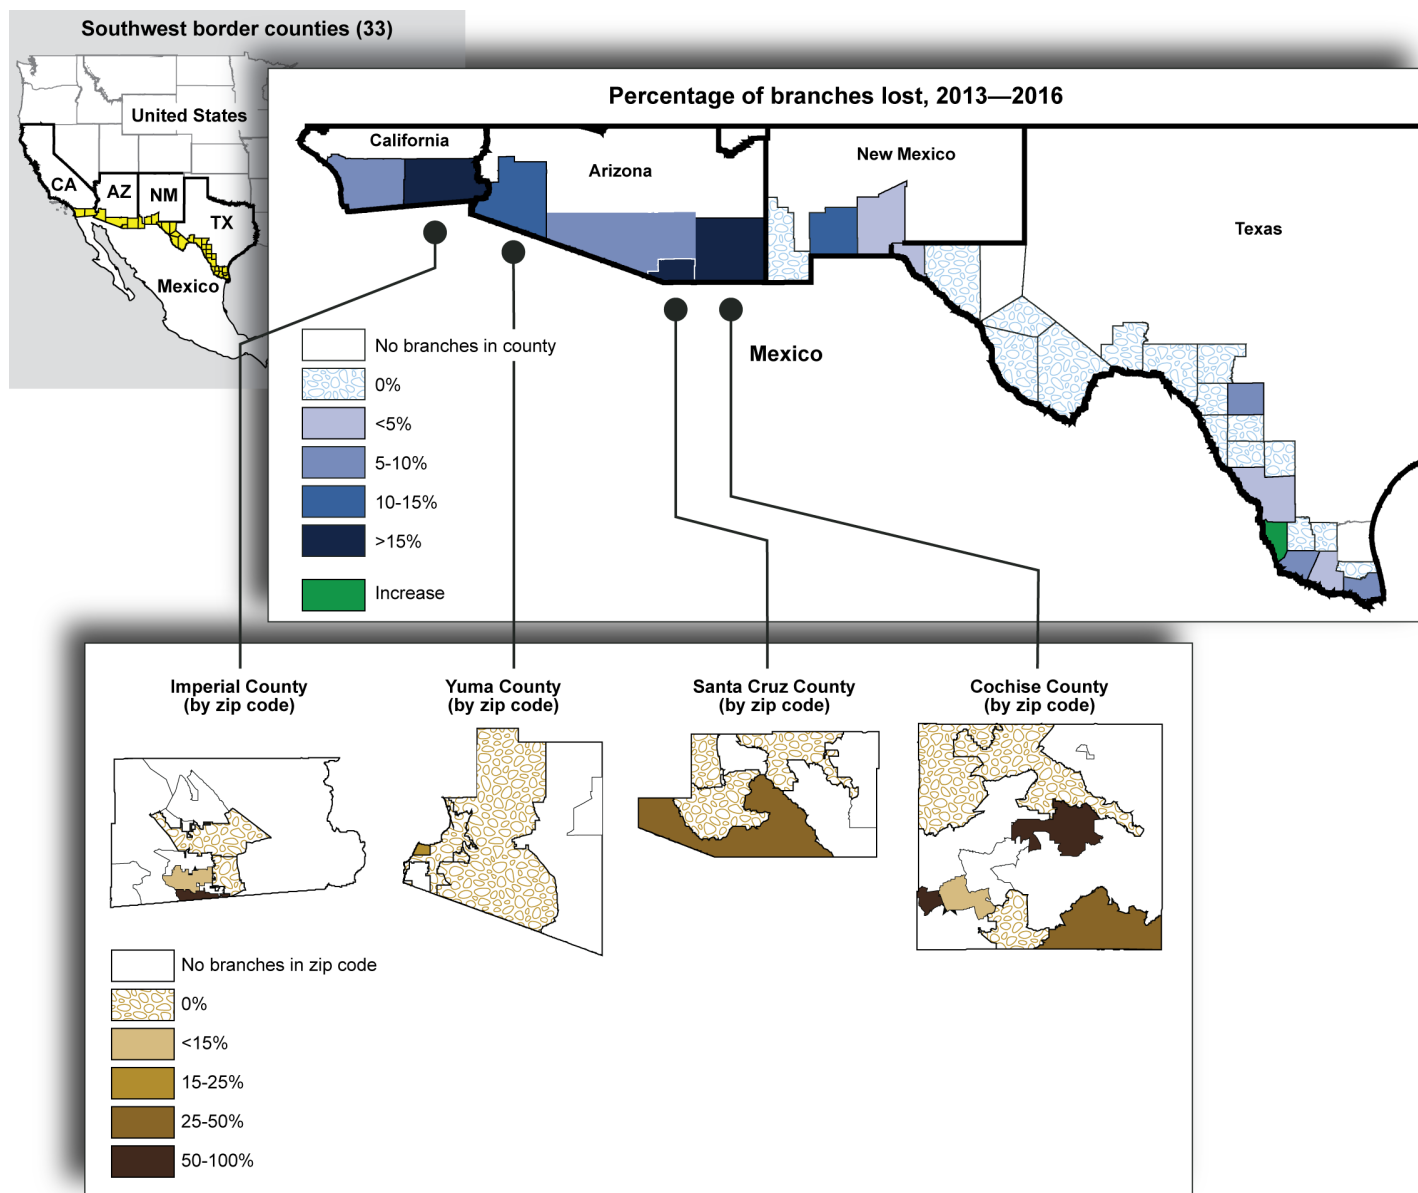 Southwest border counties (33)
United States
CA
AZ
NM
TX
Mexico
Percentage of branches lost, 2013—2016
California
Arizona
New Mexico
Texas
Mexico
No branches in county
0%
<5%
5-10%
10-15%
>15%
Increase
Imperial County
(by zip code)
Yuma County
(by zip code)
Santa Cruz County
(by zip code)
Cochise County
(by zip code)
No branches in zip code
0%
<15%
15-25%
25-50%
50-100%